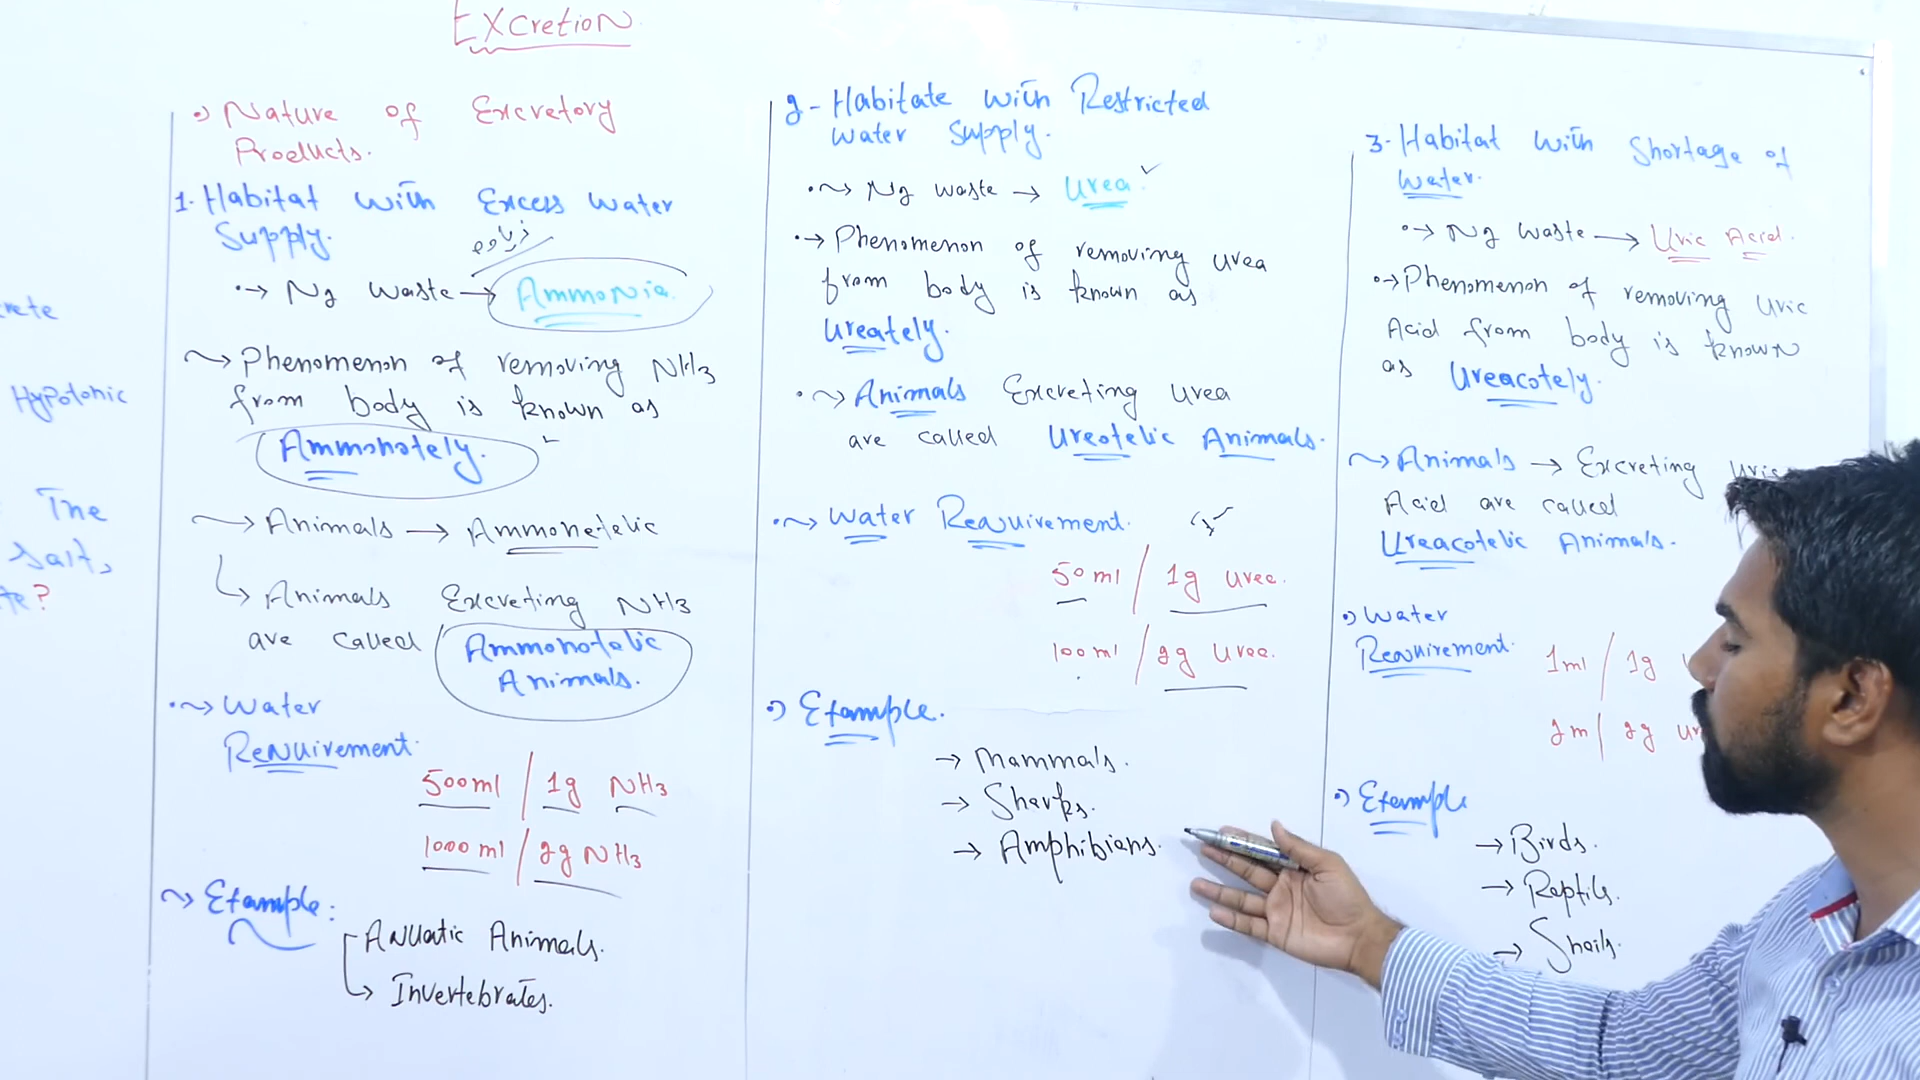 Excretion
•) Nature of Excretory
Products.
1. Habitat with Excess Water
Supply.
زیادہ
•→ N2 waste → Ammonia.
→ Phenomenon of removing NH3
from body is known as
Ammonotely.
→ Animals → Ammonetelic
→ Animals Excreting NH3
are called Ammonotelic
Animals.
•→ Water
Requirement.
500ml / 1g NH3
1000 ml / 2g NH3
→ Example:
Aquatic Animals.
→ Invertebrates.
2- Habitate with Restricted
Water Supply.
•→ N2 waste → Urea.
•→ Phenomenon of removing urea
from body is known as
Ureately.
•→ Animals Excreting urea
are called Ureotelic Animals.
•→ Water Requirement.
50 ml / 1g urea.
100 ml / 2g urea.
•) Example.
→ Mammals.
→ Sharks.
→ Amphibians.
3- Habitat with Shortage of
Water.
•→ N2 waste → Uric Acid.
•→ Phenomenon of removing Uric
Acid from body is known
as Ureacotely.
→ Animals → Excreting Uric
Acid are called
Ureacotelic Animals.
•) Water
Requirement.
1ml / 1g
2m / 2g
•) Example
→ Birds.
→ Reptils.
→ Snails.
Hypotonic
The
salt,
?